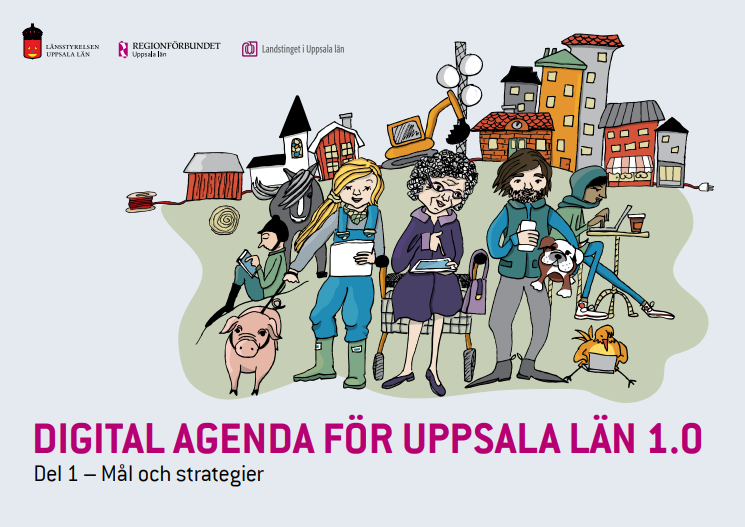 LÄNSSTYRELSEN
UPPSALA LÄN
REGIONFÖRBUNDET
Uppsala län
Landstinget i Uppsala län
DIGITAL AGENDA FÖR UPPSALA LÄN 1.0
Del 1 – Mål och strategier